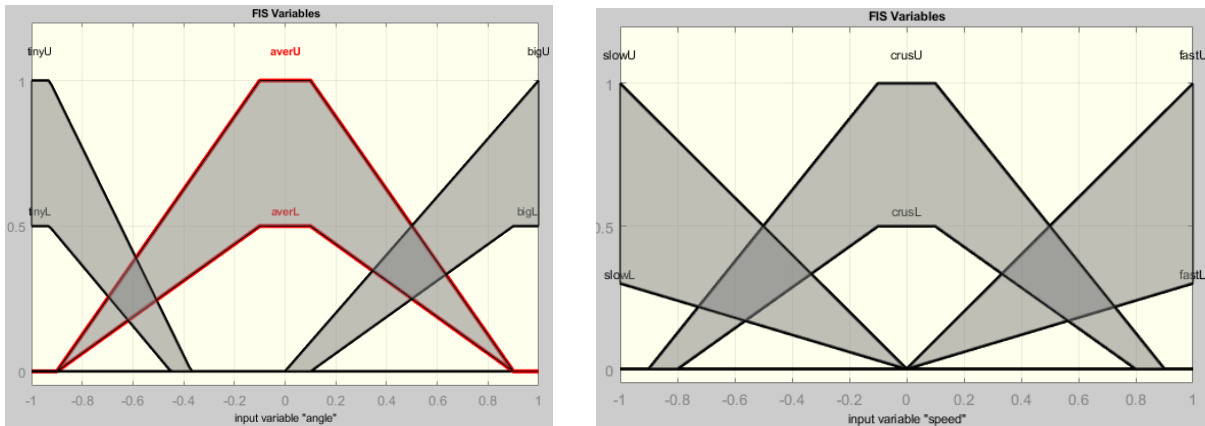 FIS Variables
tinyU averU bigU
1
tinyL averL bigL
0.5
0
-1 -0.8 -0.6 -0.4 -0.2 0 0.2 0.4 0.6 0.8 1
input variable "angle"
FIS Variables
slowU crusU fastU
1
crusL
0.5
slowL fastL
0
-1 -0.8 -0.6 -0.4 -0.2 0 0.2 0.4 0.6 0.8 1
input variable "speed"